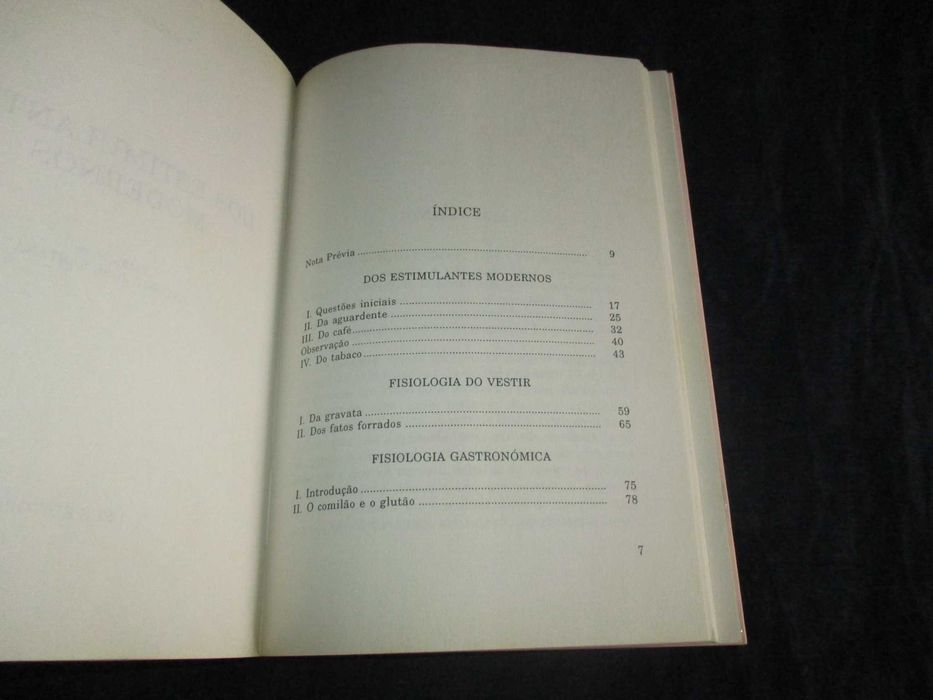 ÍNDICE
Nota Prévia ........................................ 9
DOS ESTIMULANTES MODERNOS
I. Questões iniciais ........................................ 17
II. Da aguardente ........................................ 25
III. Do café ........................................ 32
Observação ........................................ 40
IV. Do tabaco ........................................ 43
FISIOLOGIA DO VESTIR
I. Da gravata ........................................ 59
II. Dos fatos forrados ........................................ 65
FISIOLOGIA GASTRONÓMICA
I. Introdução ........................................ 75
II. O comilão e o glutão ........................................ 78
7